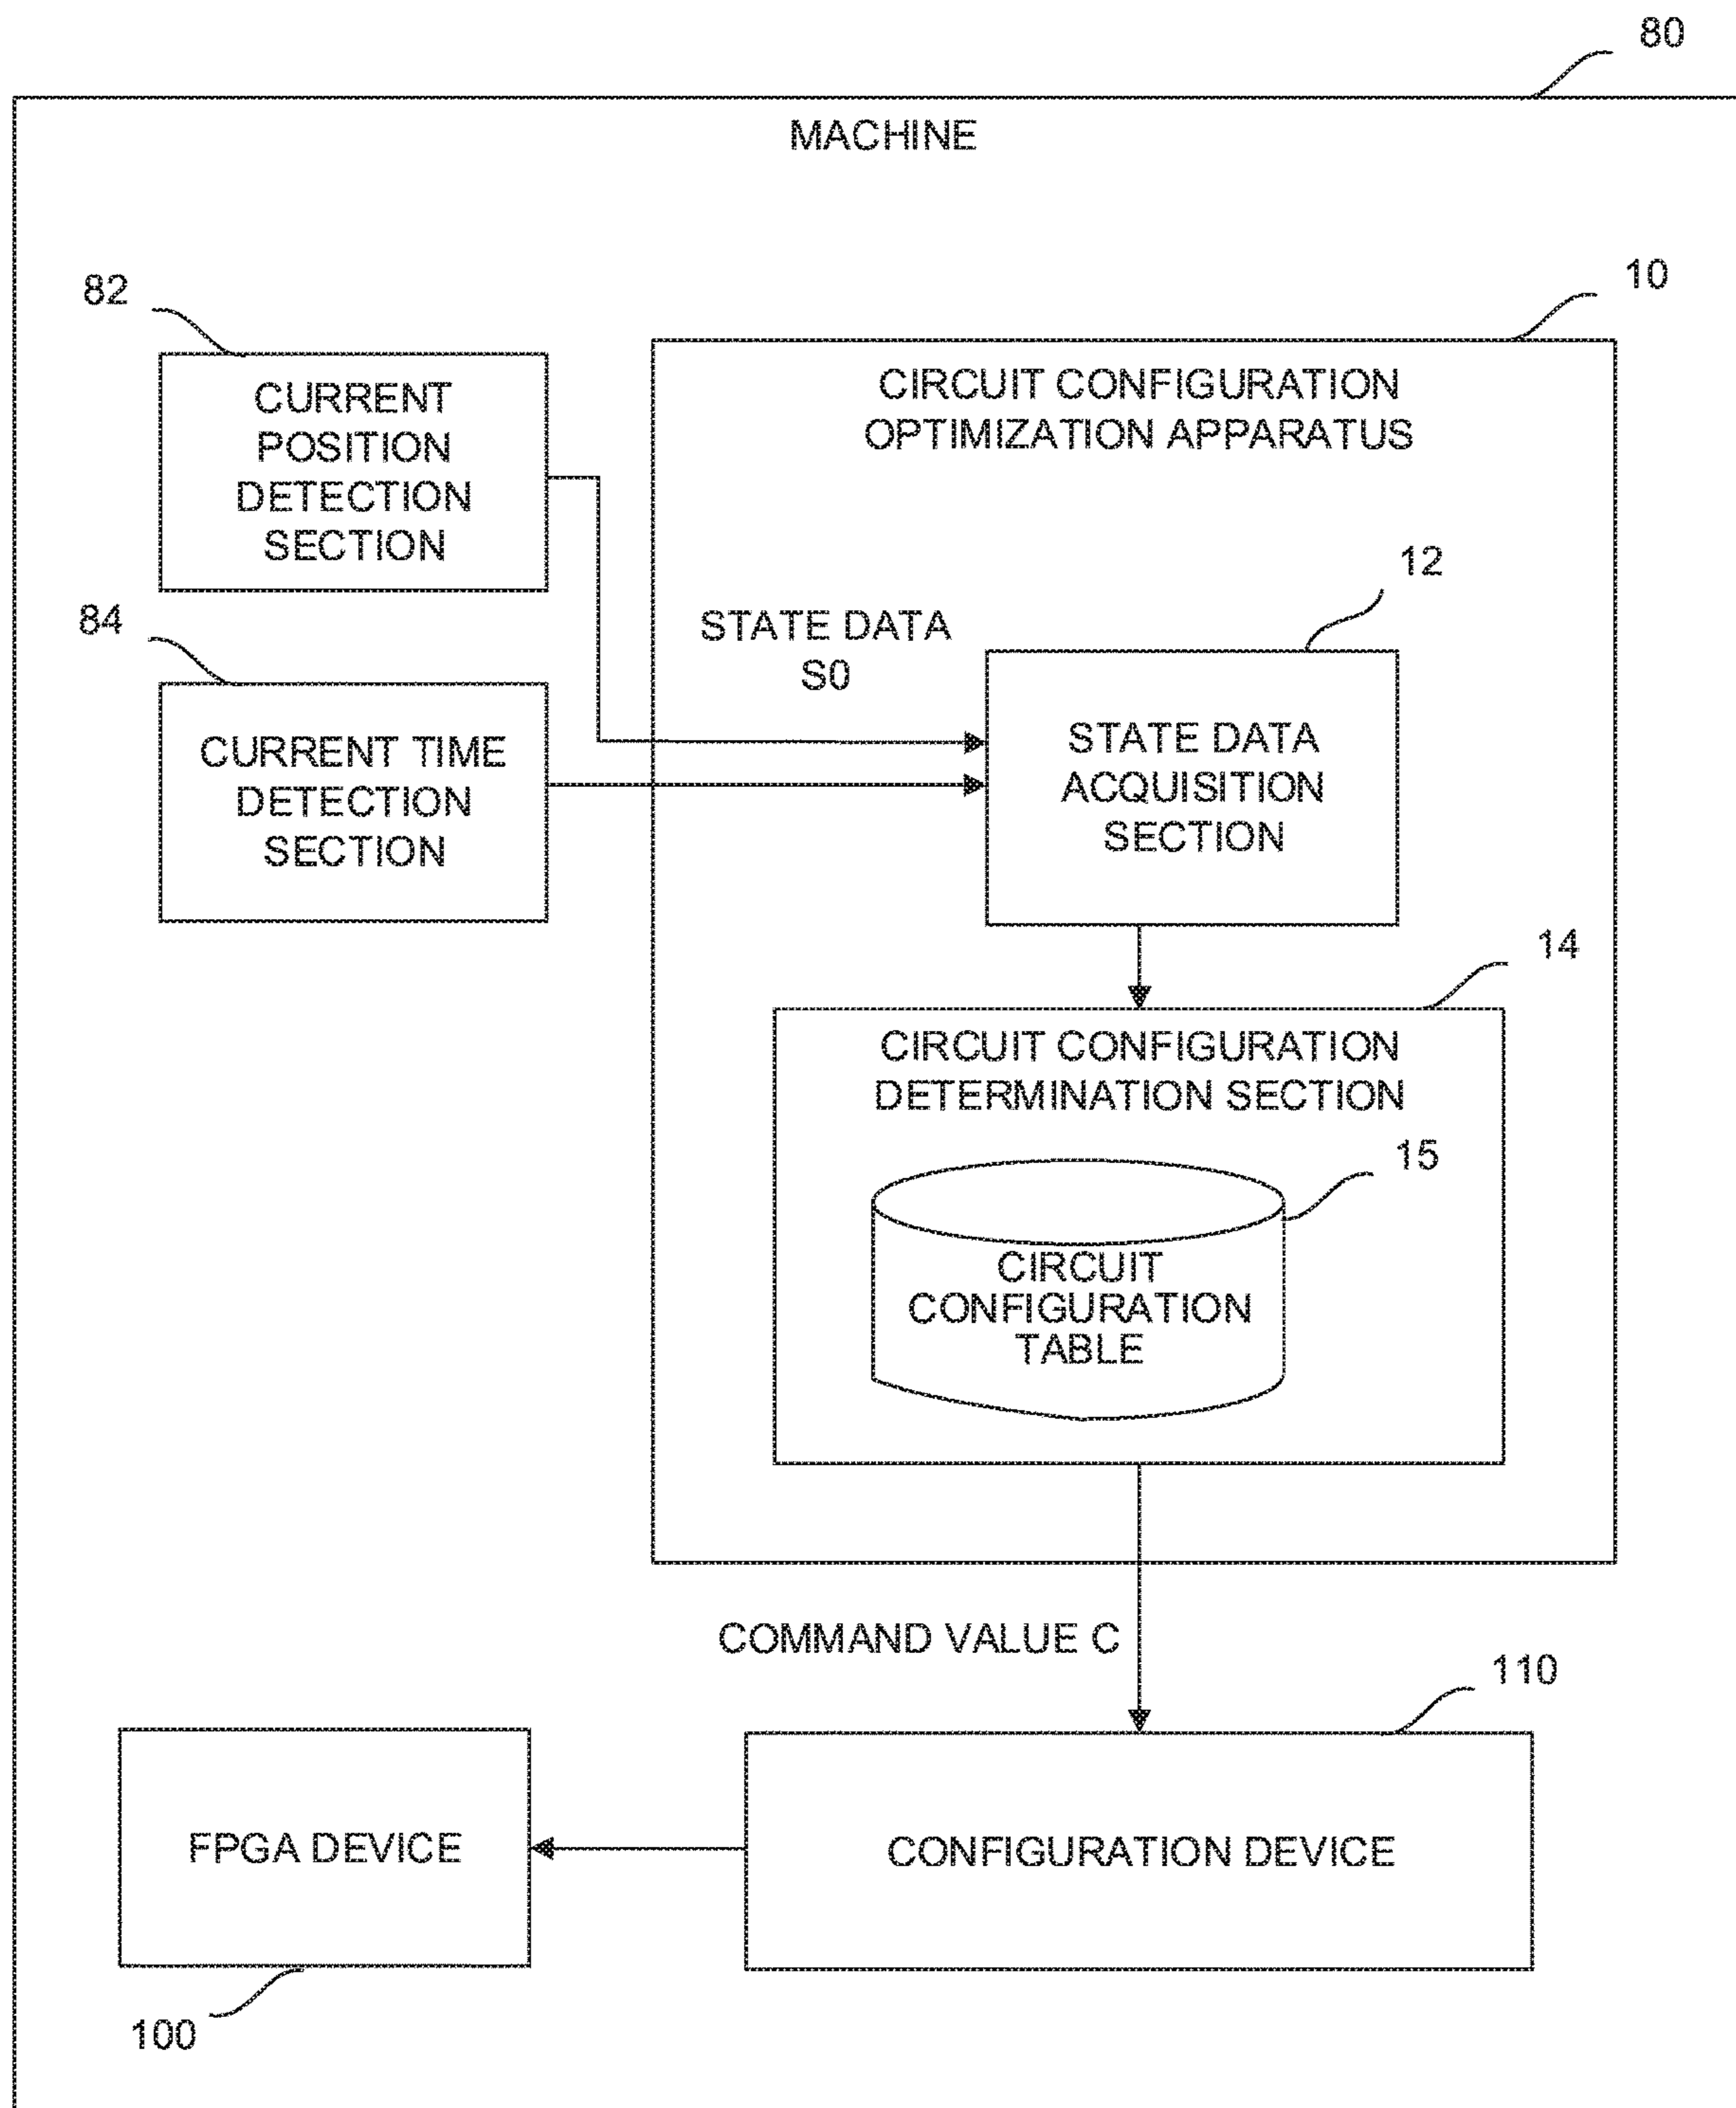 80
MACHINE
82
10
CURRENT
POSITION
DETECTION
SECTION
CIRCUIT CONFIGURATION
OPTIMIZATION APPARATUS
12
84
STATE DATA
S0
CURRENT TIME
DETECTION
SECTION
STATE DATA
ACQUISITION
SECTION
14
CIRCUIT CONFIGURATION
DETERMINATION SECTION
15
CIRCUIT
CONFIGURATION
TABLE
COMMAND VALUE C
110
FPGA DEVICE
CONFIGURATION DEVICE
100